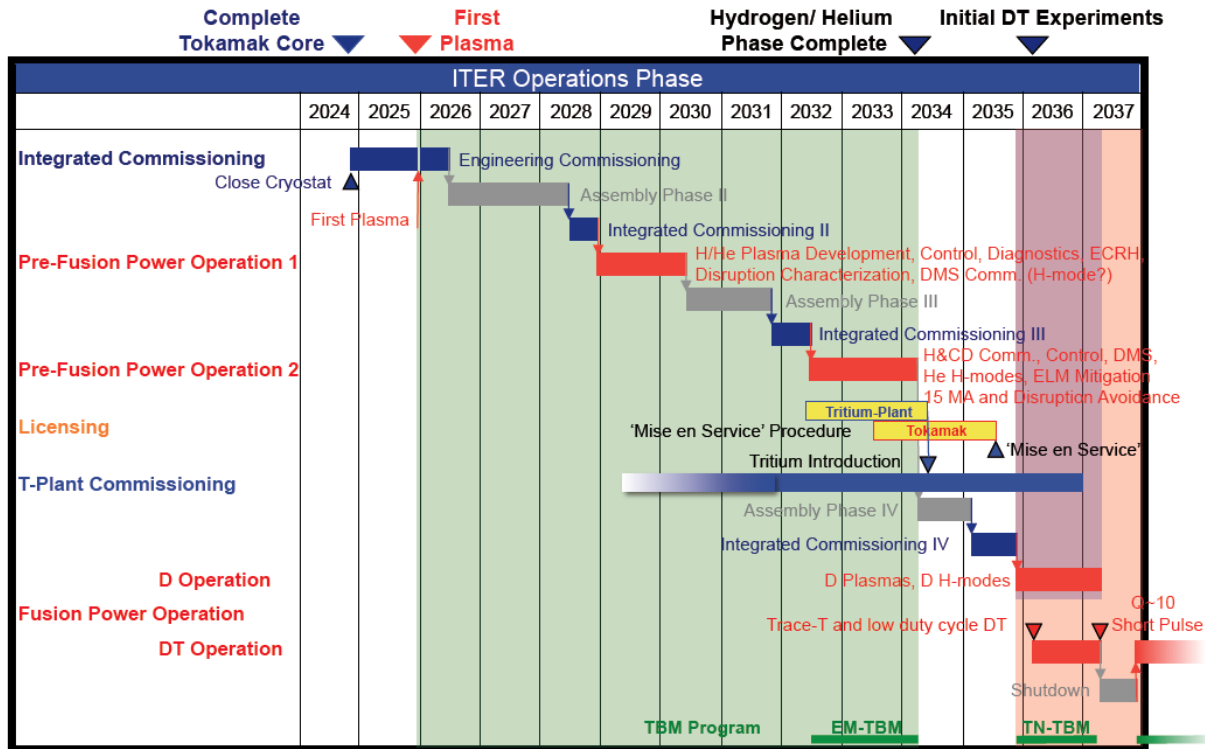 Complete
Tokamak Core
First
Plasma
Hydrogen/ Helium
Phase Complete
Initial DT Experiments
ITER Operations Phase
2024 2025 2026 2027 2028 2029 2030 2031 2032 2033 2034 2035 2036 2037
Integrated Commissioning
Engineering Commissioning
Close Cryostat
Assembly Phase II
First Plasma
Integrated Commissioning II
Pre-Fusion Power Operation 1
H/He Plasma Development, Control, Diagnostics, ECRH,
Disruption Characterization, DMS Comm. (H-mode?)
Assembly Phase III
Integrated Commissioning III
Pre-Fusion Power Operation 2
H&CD Comm., Control, DMS,
He H-modes, ELM Mitigation
15 MA and Disruption Avoidance
Tritium-Plant
Licensing
‘Mise en Service’ Procedure
Tokamak
‘Mise en Service’
Tritium Introduction
T-Plant Commissioning
Assembly Phase IV
Integrated Commissioning IV
D Operation
D Plasmas, D H-modes
Fusion Power Operation
Q~10
Short Pulse
Trace-T and low duty cycle DT
DT Operation
Shutdown
TBM Program
EM-TBM
TN-TBM